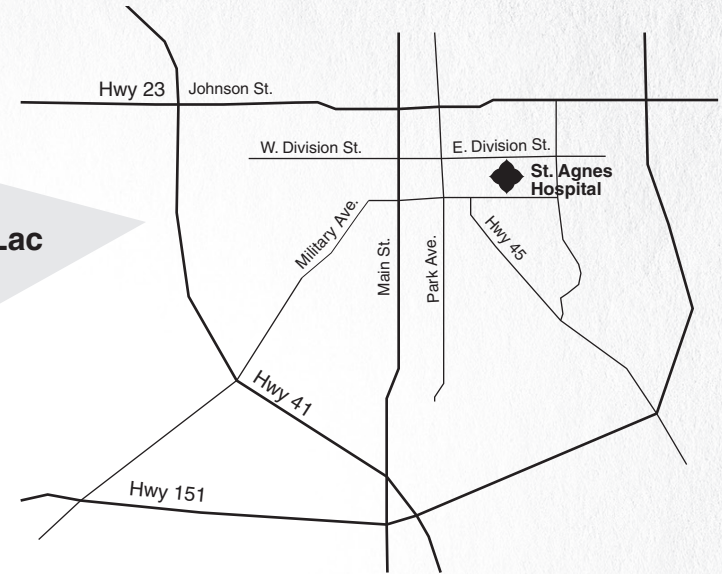 Hwy 23
Johnson St.
W. Division St.
E. Division St.
St. Agnes
Hospital
Military Ave.
Main St.
Park Ave.
Hwy 45
Lac
Hwy 41
Hwy 151